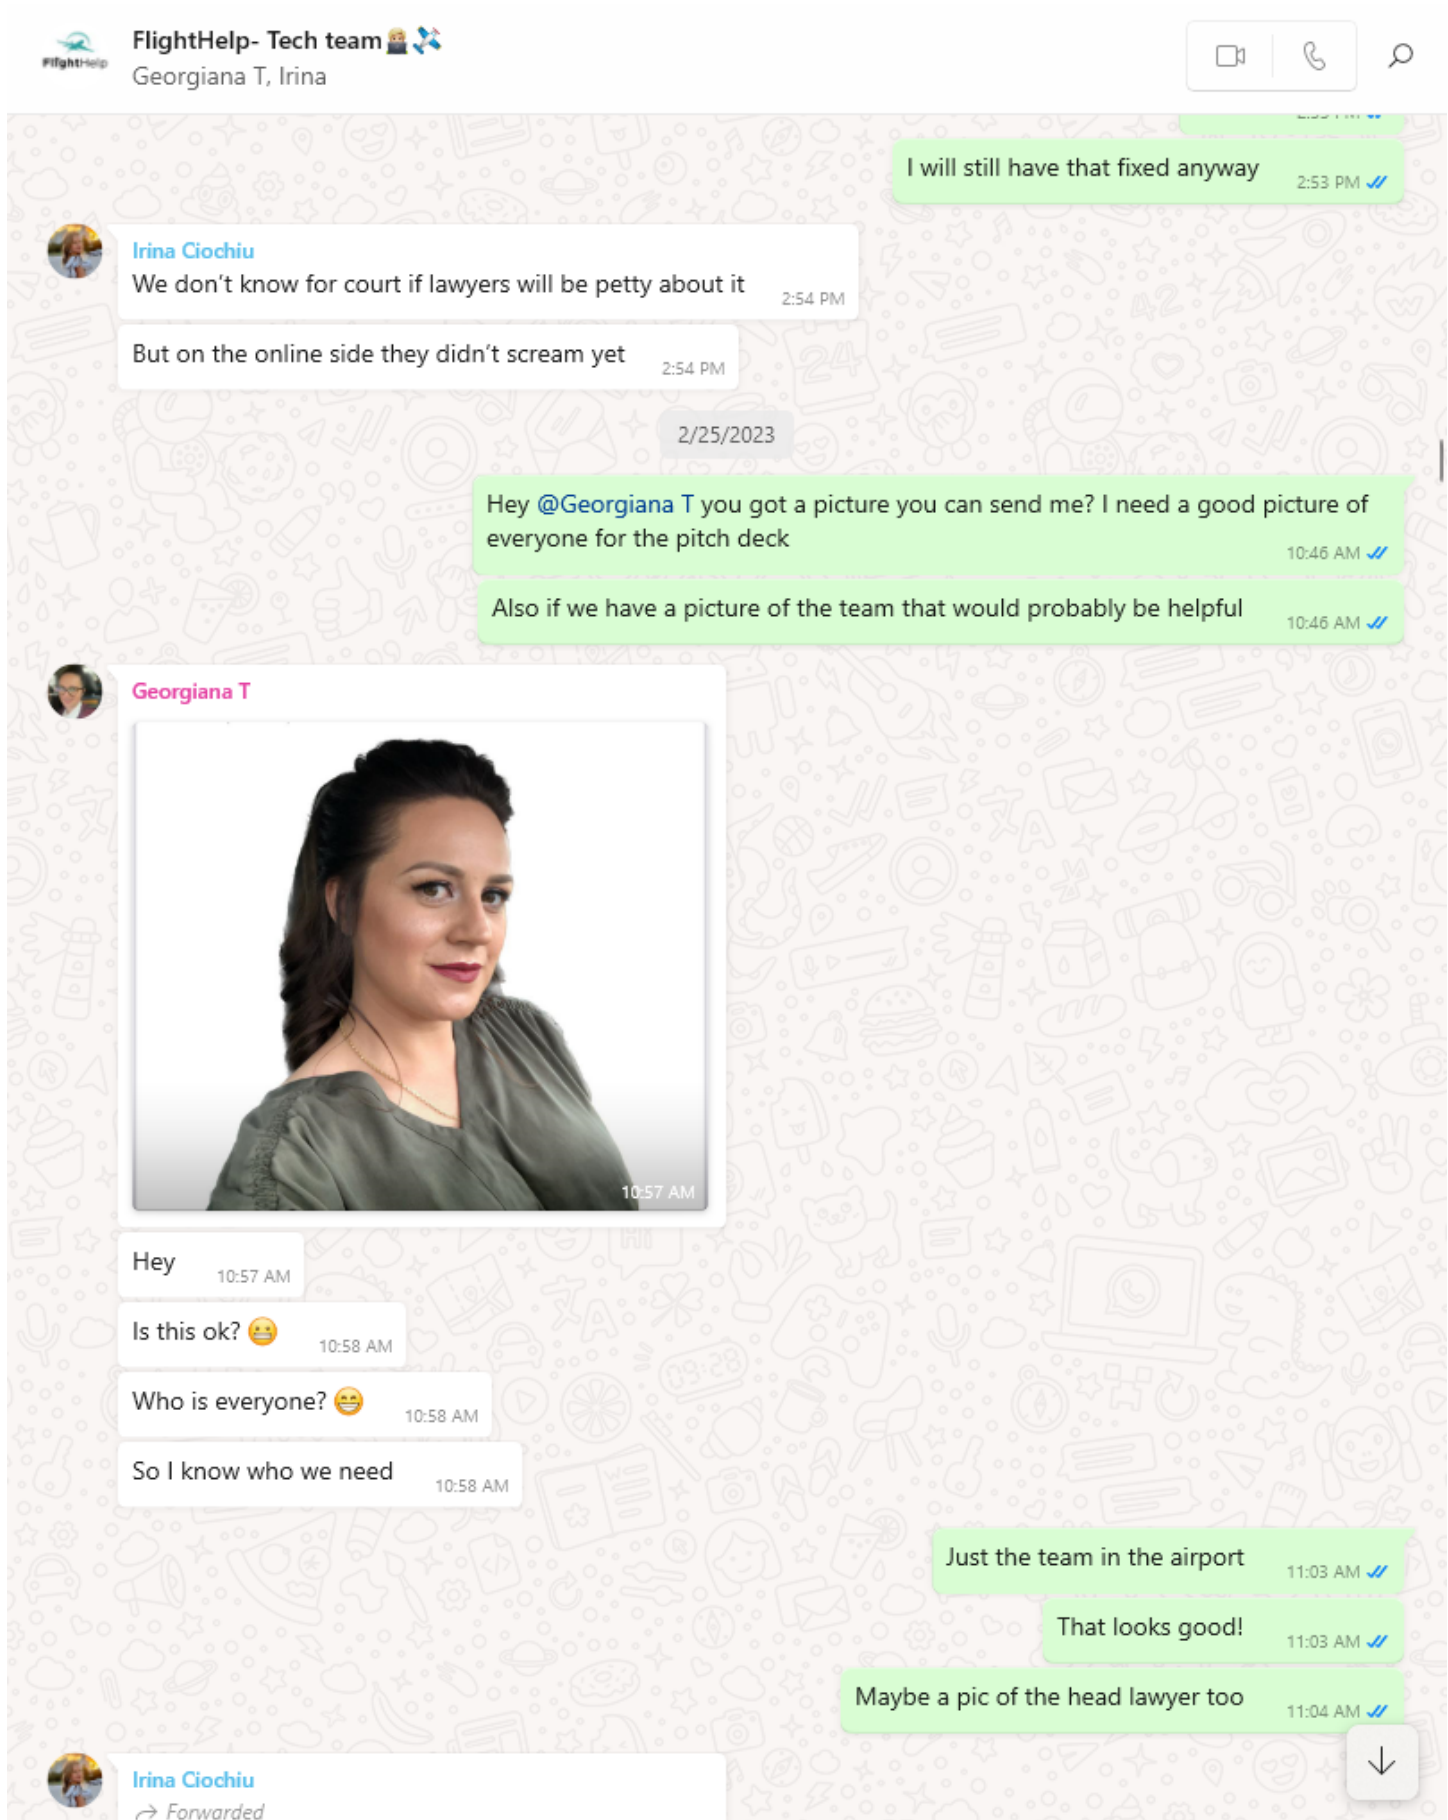 FlightHelp- Tech team
Georgiana T, Irina
FlightHelp
I will still have that fixed anyway
2:53 PM
Irina Ciochiu
We don't know for court if lawyers will be petty about it
2:54 PM
But on the online side they didn't scream yet
2:54 PM
2/25/2023
Hey @Georgiana T you got a picture you can send me? I need a good picture of
everyone for the pitch deck
10:46 AM
Also if we have a picture of the team that would probably be helpful
10:46 AM
Georgiana T
10:57 AM
Hey
10:57 AM
Is this ok? 😬
10:58 AM
Who is everyone? 😁
10:58 AM
So I know who we need
10:58 AM
Just the team in the airport
11:03 AM
That looks good!
11:03 AM
Maybe a pic of the head lawyer too
11:04 AM
Irina Ciochiu
Forwarded